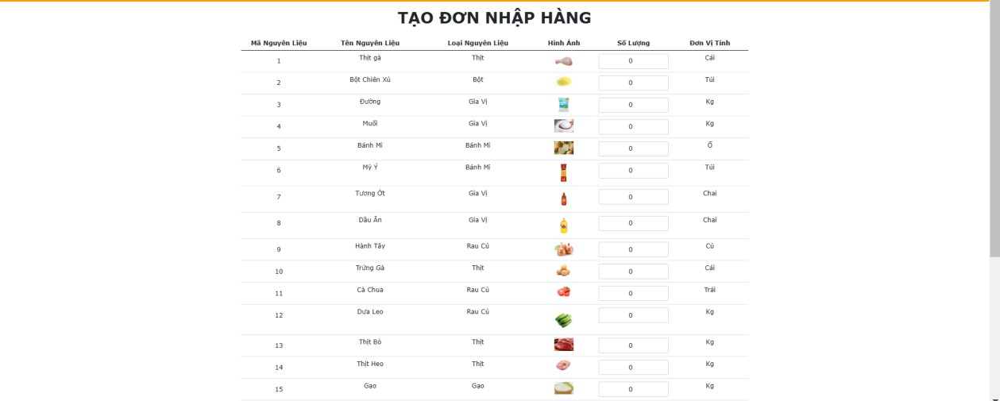 TẠO ĐƠN NHẬP HÀNG
Mã Nguyên Liệu Tên Nguyên Liệu Loại Nguyên Liệu Hình Ảnh Số Lượng Đơn Vị Tính
1 Thịt gà Thịt 0 Cái
2 Bột Chiên Xù Bột 0 Túi
3 Đường Gia Vị 0 Kg
4 Muối Gia Vị 0 Kg
5 Bánh Mì Bánh Mì 0 Ổ
6 Mỳ Ý Bánh Mì 0 Túi
7 Tương Ớt Gia Vị 0 Chai
8 Dầu Ăn Gia Vị 0 Chai
9 Hành Tây Rau Củ 0 Củ
10 Trứng Gà Thịt 0 Cái
11 Cà Chua Rau Củ 0 Trái
12 Dưa Leo Rau Củ 0 Kg
13 Thịt Bò Thịt 0 Kg
14 Thịt Heo Thịt 0 Kg
15 Gạo Gạo 0 Kg